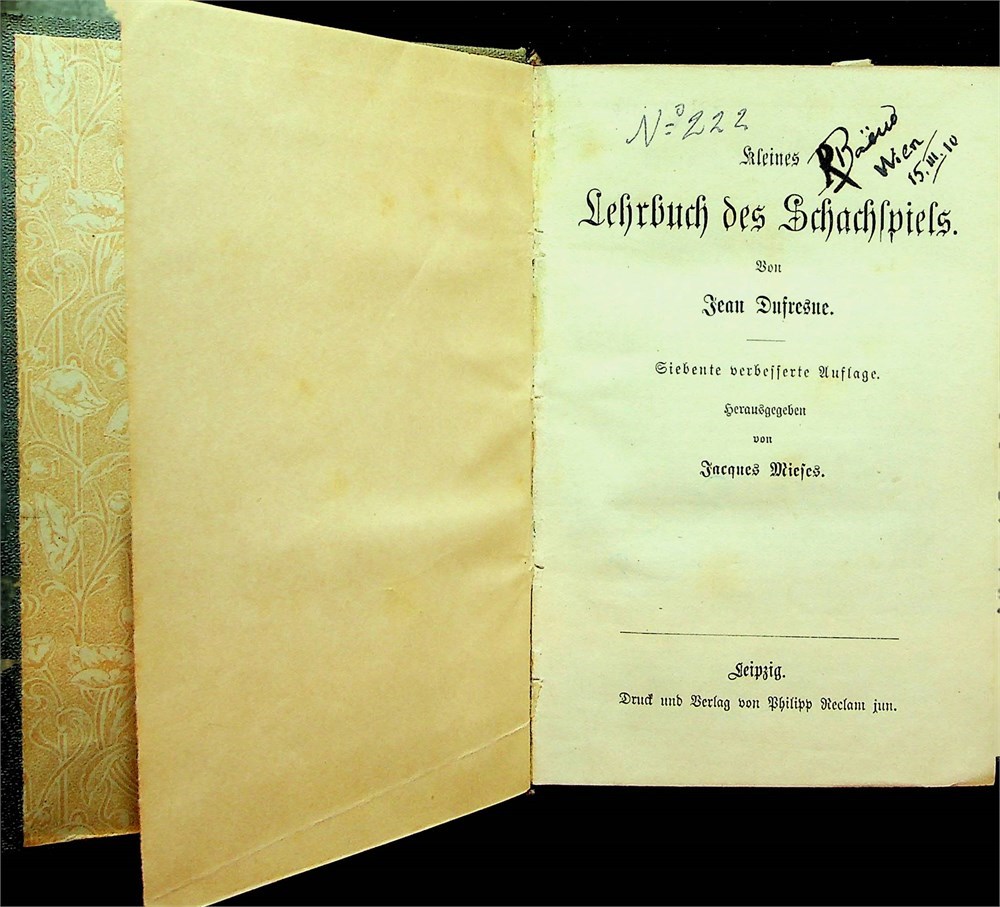 Nº 222
Wien
15. III. 10
Kleines
Lehrbuch des Schachspiels.
Von
Jean Dufresne.
Siebente verbesserte Auflage.
Herausgegeben
von
Jacques Mieses.
Leipzig.
Druck und Verlag von Philipp Reclam jun.